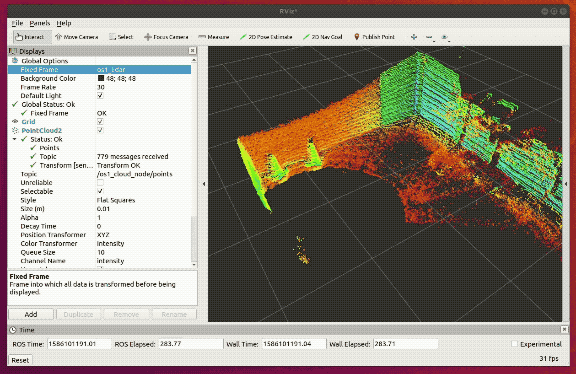 RViz*
File Panels Help
Interact Move Camera Select Focus Camera Measure 2D Pose Estimate 2D Nav Goal Publish Point
Displays
Global Options
Fixed Frame os1_lidar
Background Color 48; 48; 48
Frame Rate 30
Default Light
Global Status: Ok
Fixed Frame OK
Grid
PointCloud2
Status: Ok
Points
Topic 779 messages received
Transform [sen... Transform OK
Topic /os1_cloud_node/points
Unreliable
Selectable
Style Flat Squares
Size (m) 0.01
Alpha 1
Decay Time 0
Position Transformer XYZ
Color Transformer Intensity
Queue Size 10
Channel Name intensity
Fixed Frame
Frame into which all data is transformed before being
displayed.
Add Duplicate Remove Rename
Time
ROS Time: 1586101191.01 ROS Elapsed: 283.77 Wall Time: 1586101191.04 Wall Elapsed: 283.71 Experimental
Reset 31 fps